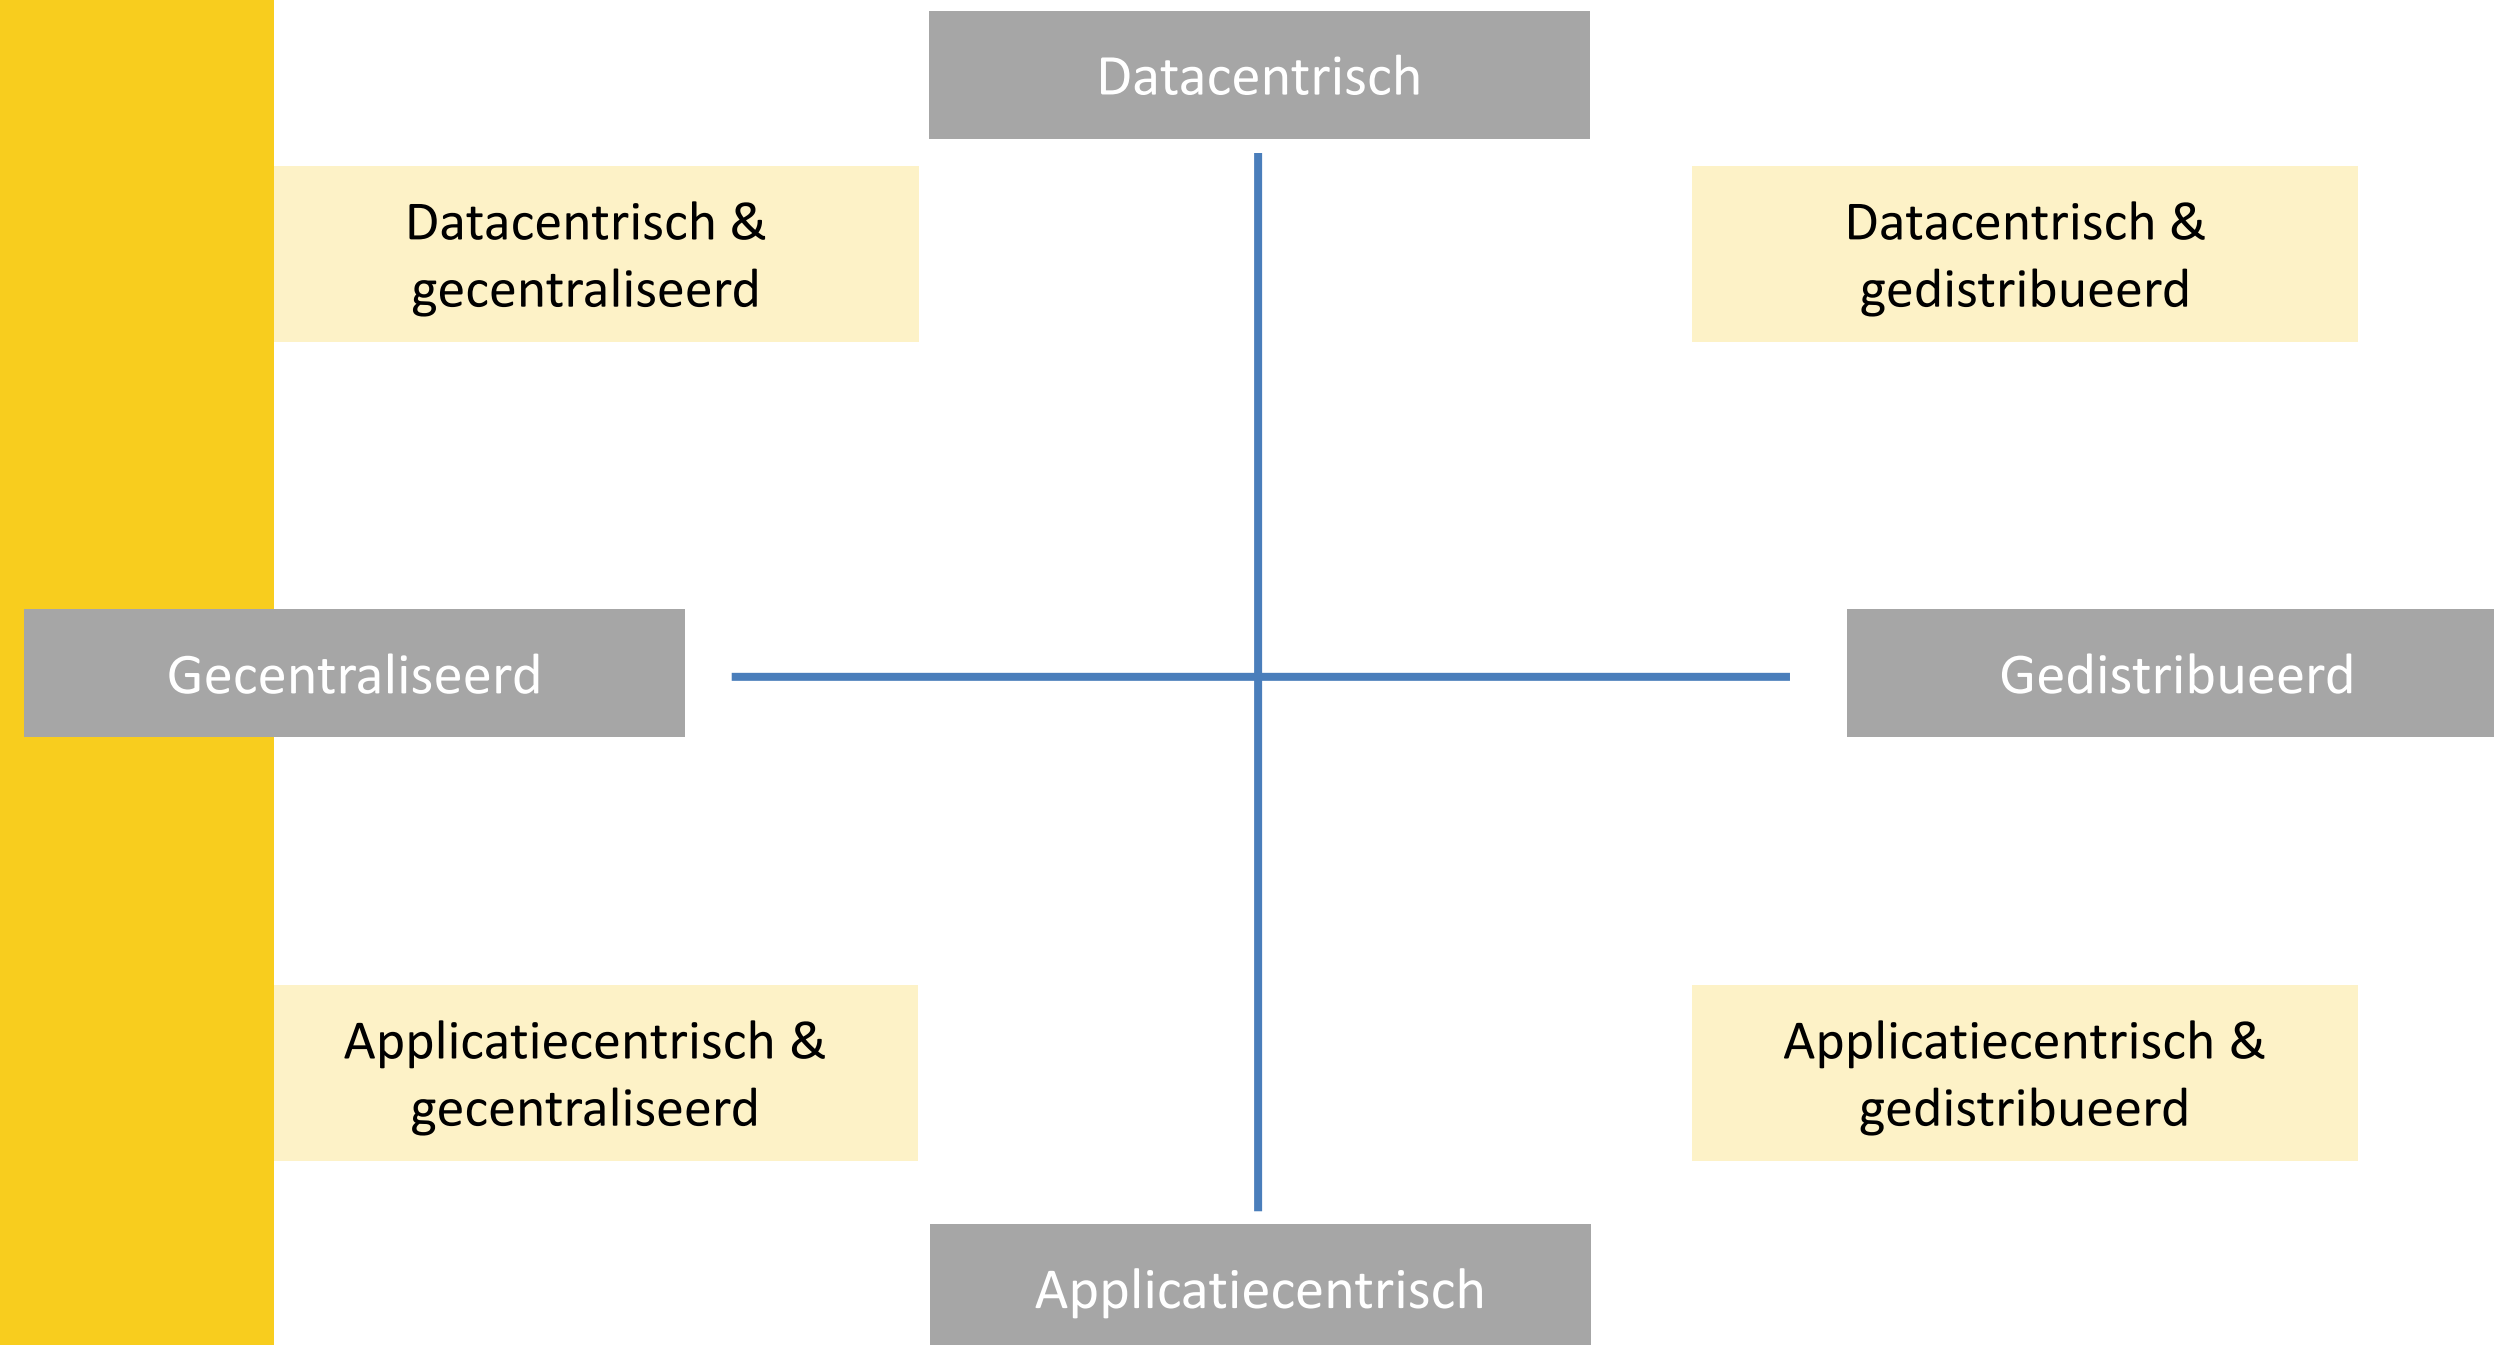 Datacentrisch
Datacentrisch &
gecentraliseerd
Datacentrisch &
gedistribueerd
Gecentraliseerd
Gedistribueerd
Applicatiecentrisch &
gecentraliseerd
Applicatiecentrisch &
gedistribueerd
Applicatiecentrisch